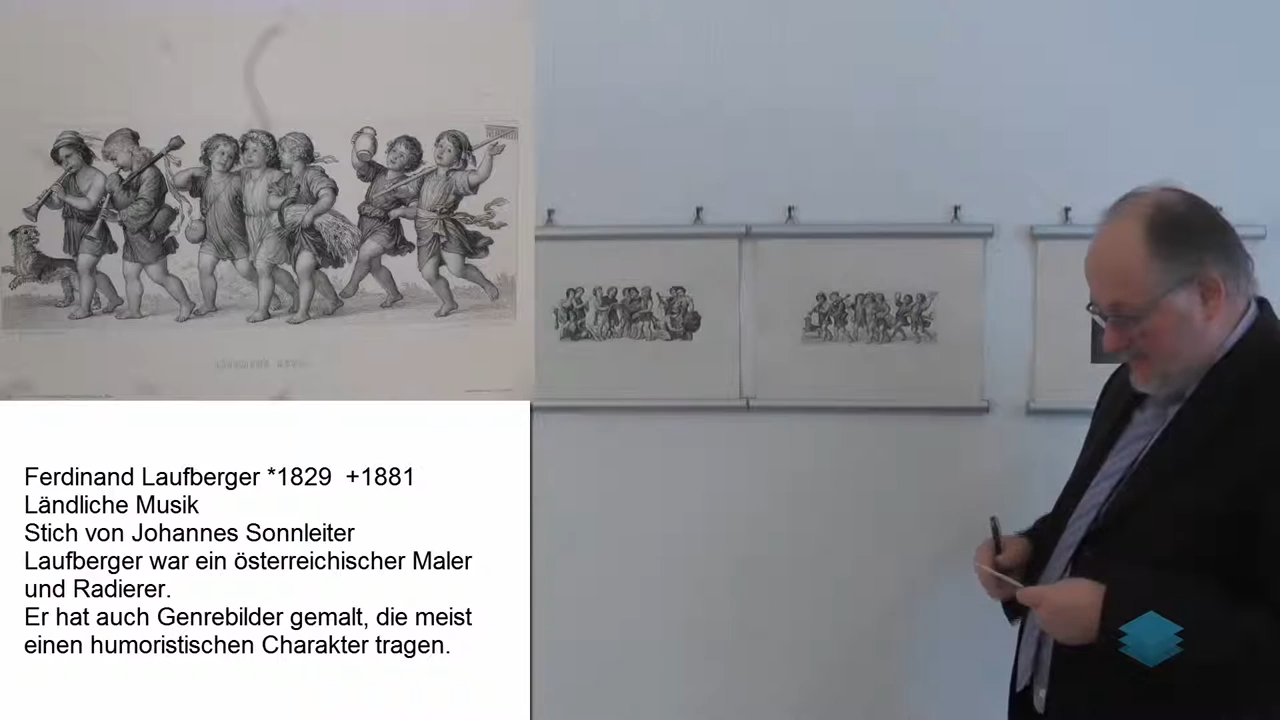 Ferdinand Laufberger *1829  +1881
Ländliche Musik
Stich von Johannes Sonnleiter
Laufberger war ein österreichischer Maler
und Radierer.
Er hat auch Genrebilder gemalt, die meist
einen humoristischen Charakter tragen.